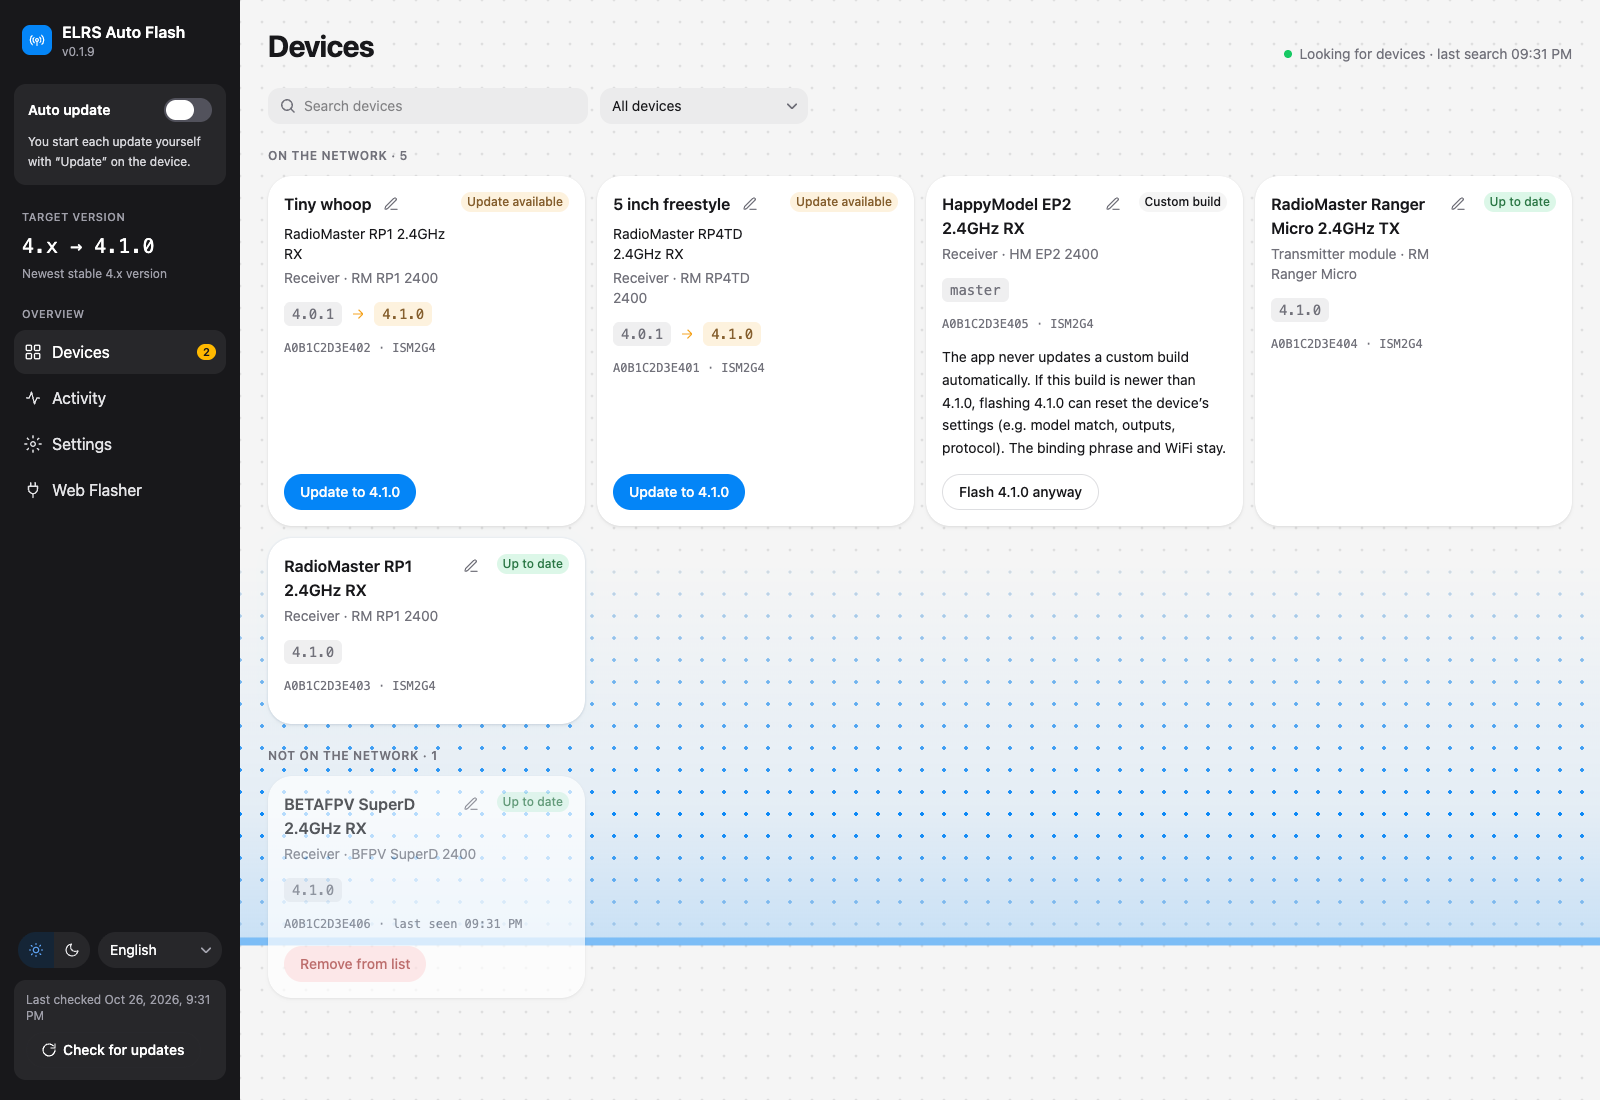 ELRS Auto Flash
v0.1.9
Auto update
You start each update yourself
with "Update" on the device.
TARGET VERSION
4.x → 4.1.0
Newest stable 4.x version
OVERVIEW
Devices
2
Activity
Settings
Web Flasher
English
Last checked Oct 26, 2026, 9:31
PM
Check for updates
Devices
Looking for devices · last search 09:31 PM
Search devices
All devices
ON THE NETWORK · 5
Tiny whoop
Update available
RadioMaster RP1 2.4GHz
RX
Receiver · RM RP1 2400
4.0.1 → 4.1.0
A0B1C2D3E402 · ISM2G4
Update to 4.1.0
5 inch freestyle
Update available
RadioMaster RP4TD
2.4GHz RX
Receiver · RM RP4TD
2400
4.0.1 → 4.1.0
A0B1C2D3E401 · ISM2G4
Update to 4.1.0
HappyModel EP2
2.4GHz RX
Custom build
Receiver · HM EP2 2400
master
A0B1C2D3E405 · ISM2G4
The app never updates a custom build
automatically. If this build is newer than
4.1.0, flashing 4.1.0 can reset the device's
settings (e.g. model match, outputs,
protocol). The binding phrase and WiFi stay.
Flash 4.1.0 anyway
RadioMaster Ranger
Micro 2.4GHz TX
Up to date
Transmitter module · RM
Ranger Micro
4.1.0
A0B1C2D3E404 · ISM2G4
RadioMaster RP1
2.4GHz RX
Up to date
Receiver · RM RP1 2400
4.1.0
A0B1C2D3E403 · ISM2G4
NOT ON THE NETWORK · 1
BETAFPV SuperD
2.4GHz RX
Up to date
Receiver · BFPV SuperD 2400
4.1.0
A0B1C2D3E406 · last seen 09:31 PM
Remove from list